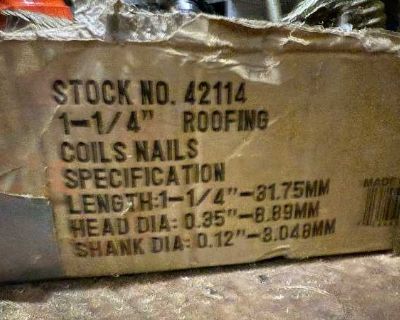 STOCK NO. 42114
1-1/4" ROOFING
COILS NAILS
SPECIFICATION
LENGTH:1-1/4"-31.75MM
HEAD DIA: 0.35"-8.89MM
SHANK DIA: 0.12"-3.048MM
MADE